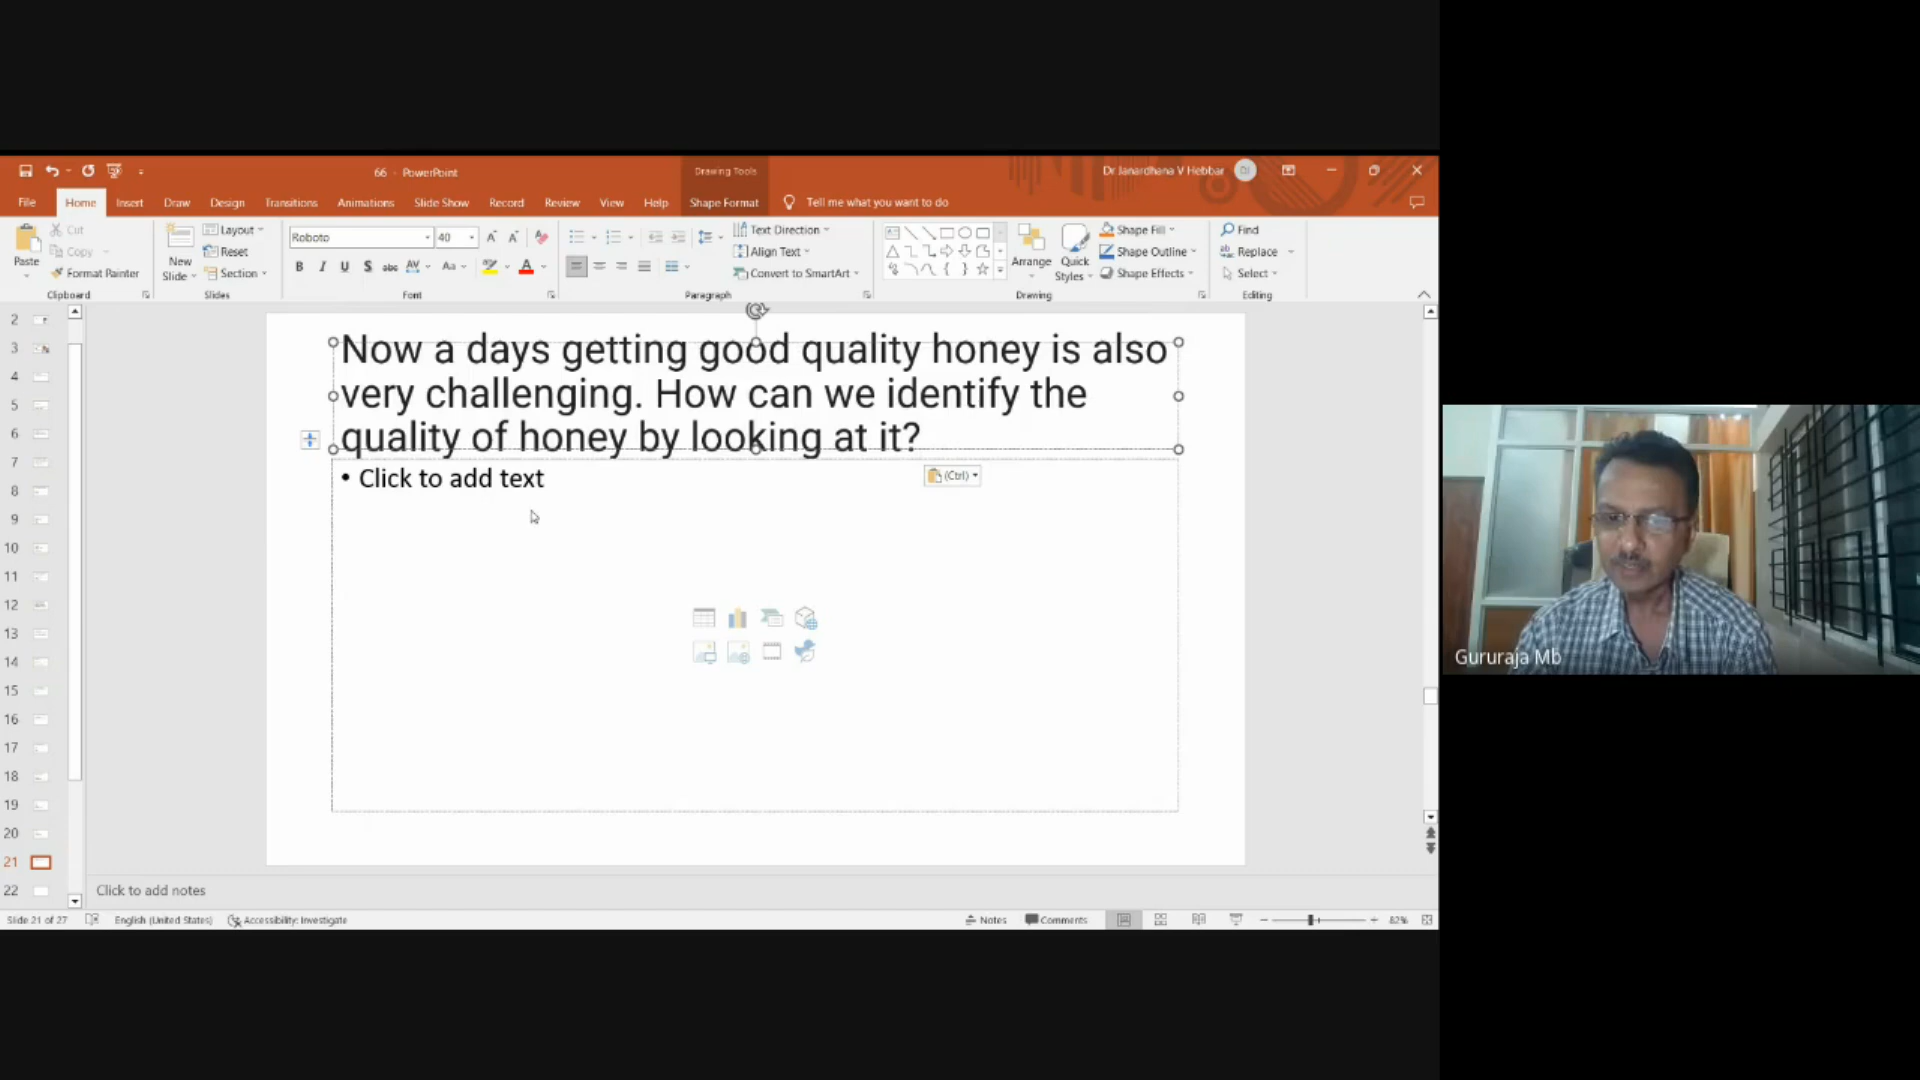 66 - PowerPoint
Drawing Tools
Dr Janardhana V Hebbar
File Home Insert Draw Design Transitions Animations Slide Show Record Review View Help Shape Format Tell me what you want to do
Paste
Cut
Copy
Format Painter
Clipboard
New Slide
Layout
Reset
Section
Slides
Roboto 40
B I U S abc AV Aa A
Font
Text Direction
Align Text
Convert to SmartArt
Paragraph
Arrange
Quick Styles
Shape Fill
Shape Outline
Shape Effects
Drawing
Find
Replace
Select
Editing
2
3
4
5
6
7
8
9
10
11
12
13
14
15
16
17
18
19
20
21
22
Now a days getting good quality honey is also
very challenging. How can we identify the
quality of honey by looking at it?
• Click to add text
(Ctrl)
Click to add notes
Slide 21 of 27 English (United States) Accessibility: Investigate Notes Comments 82%
Gururaja Mb